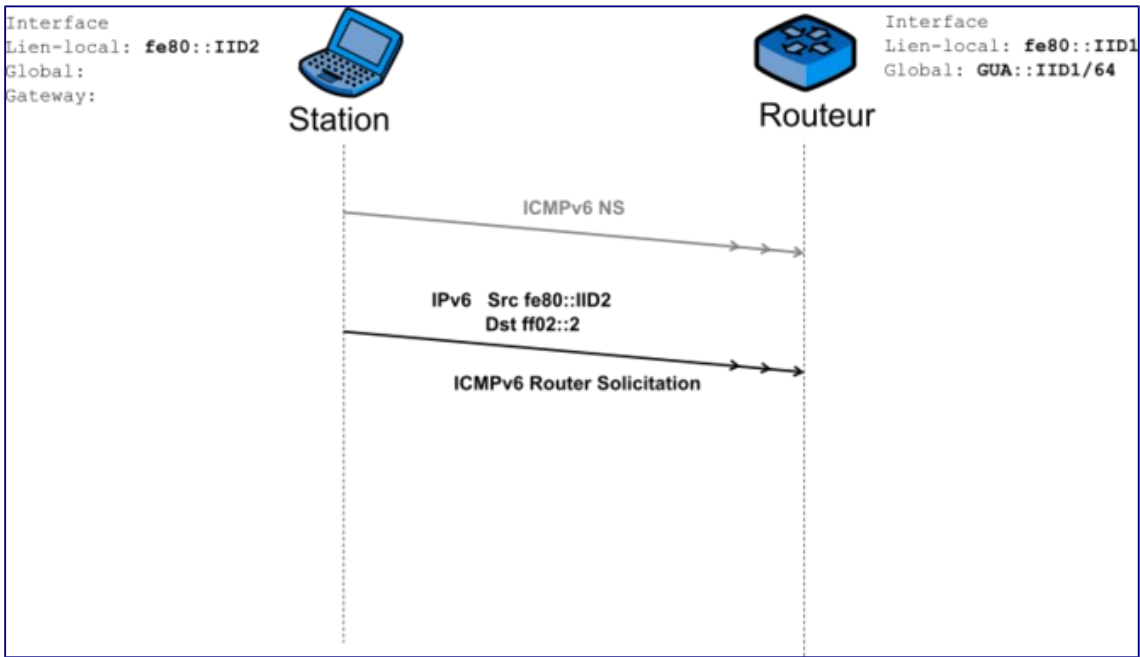 Interface
Lien-local: fe80::IID2
Global:
Gateway:
Station
Interface
Lien-local: fe80::IID1
Global: GUA::IID1/64
Routeur
ICMPv6 NS
IPv6 Src fe80::IID2
Dst ff02::2
ICMPv6 Router Solicitation